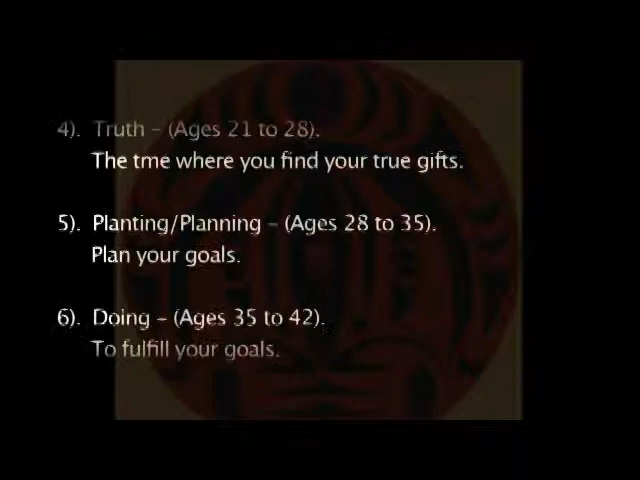 4). Truth – (Ages 21 to 28).
The tme where you find your true gifts.
5). Planting/Planning – (Ages 28 to 35).
Plan your goals.
6). Doing – (Ages 35 to 42).
To fulfill your goals.